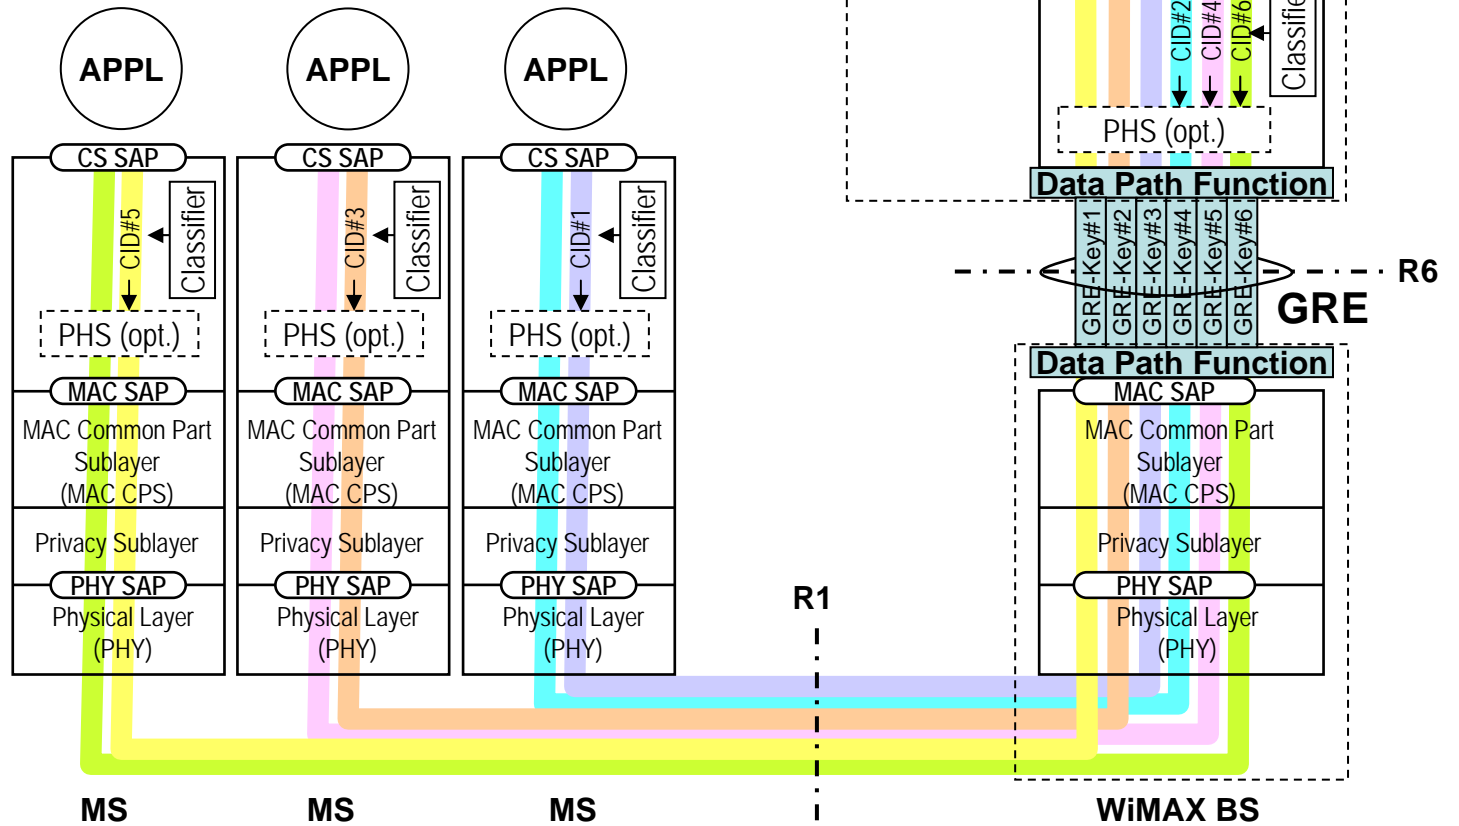 APPL
APPL
APPL
CID#2
CID#4
CID#6
Classifie
PHS (opt.)
Data Path Function
CS SAP
CS SAP
CS SAP
CID#5
Classifier
CID#3
Classifier
CID#1
Classifier
GRE-Key#1
GRE-Key#2
GRE-Key#3
GRE-Key#4
GRE-Key#5
GRE-Key#6
R6
GRE
PHS (opt.)
PHS (opt.)
PHS (opt.)
Data Path Function
MAC SAP
MAC SAP
MAC SAP
MAC SAP
MAC Common Part
Sublayer
(MAC CPS)
MAC Common Part
Sublayer
(MAC CPS)
MAC Common Part
Sublayer
(MAC CPS)
MAC Common Part
Sublayer
(MAC CPS)
Privacy Sublayer
Privacy Sublayer
Privacy Sublayer
Privacy Sublayer
PHY SAP
PHY SAP
PHY SAP
PHY SAP
Physical Layer
(PHY)
Physical Layer
(PHY)
Physical Layer
(PHY)
Physical Layer
(PHY)
R1
MS
MS
MS
WiMAX BS